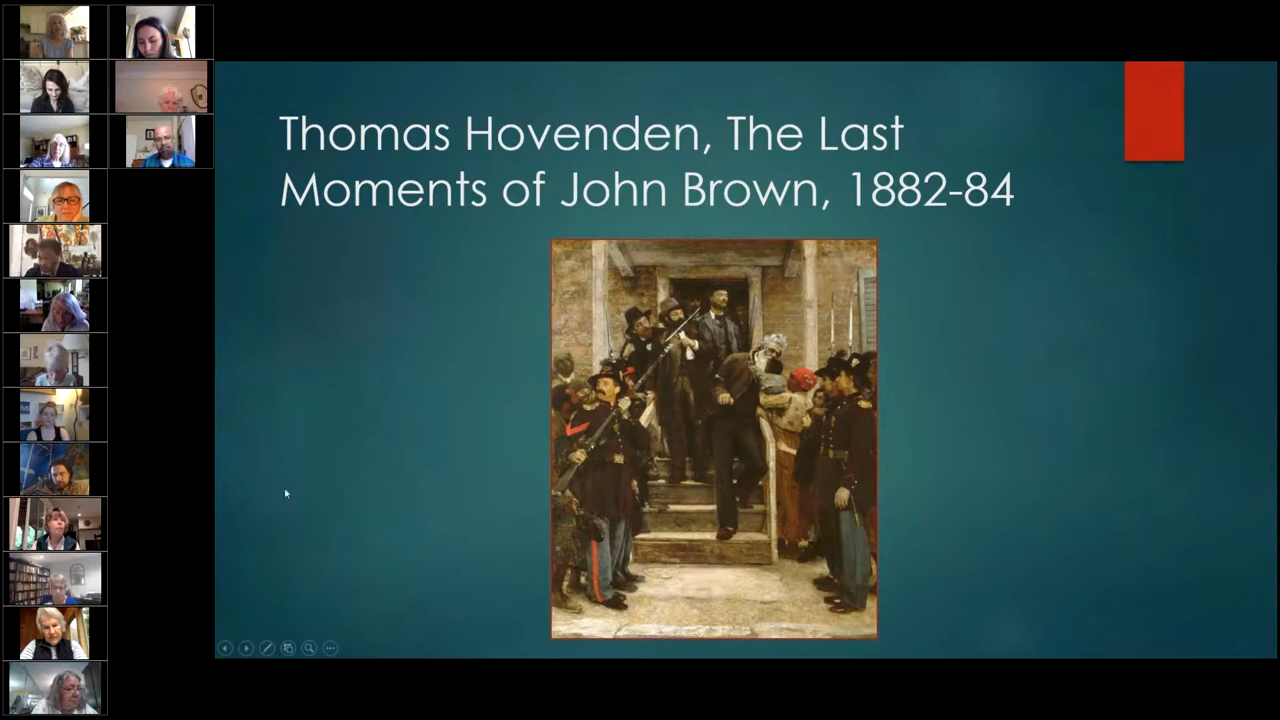 Thomas Hovenden, The Last
Moments of John Brown, 1882-84